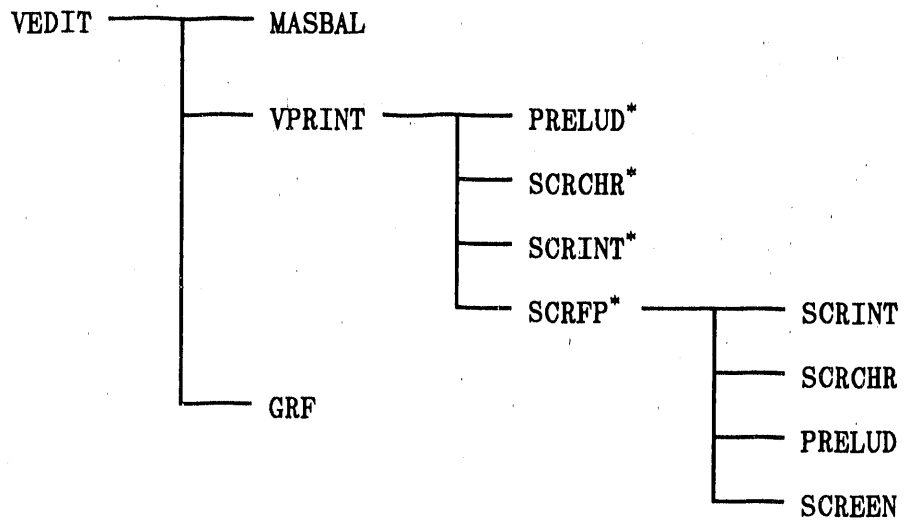 VEDIT MASBAL
VPRINT PRELUD*
SCRCHR*
SCRINT*
SCRFP* SCRINT
SCRCHR
GRF
PRELUD
SCREEN